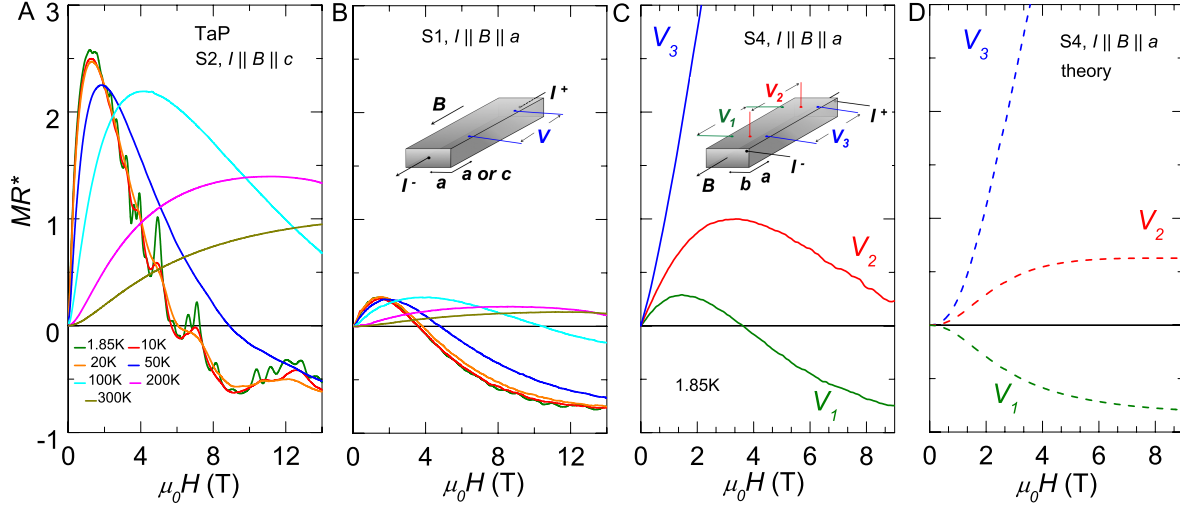 A
TaP
S2, I || B || c
MR*
3
2
1
0
-1
1.85K
10K
20K
50K
100K
200K
300K
0
4
8
12
μ₀H (T)
B
S1, I || B || a
B
I⁺
V
I⁻
a
a or c
0
4
8
12
μ₀H (T)
C
V₃
S4, I || B || a
V₂
V₁
I⁺
V₃
I⁻
B
b
a
V₂
1.85K
V₁
0
2
4
6
8
μ₀H (T)
D
V₃
S4, I || B || a
theory
V₂
V₁
0
2
4
6
8
μ₀H (T)